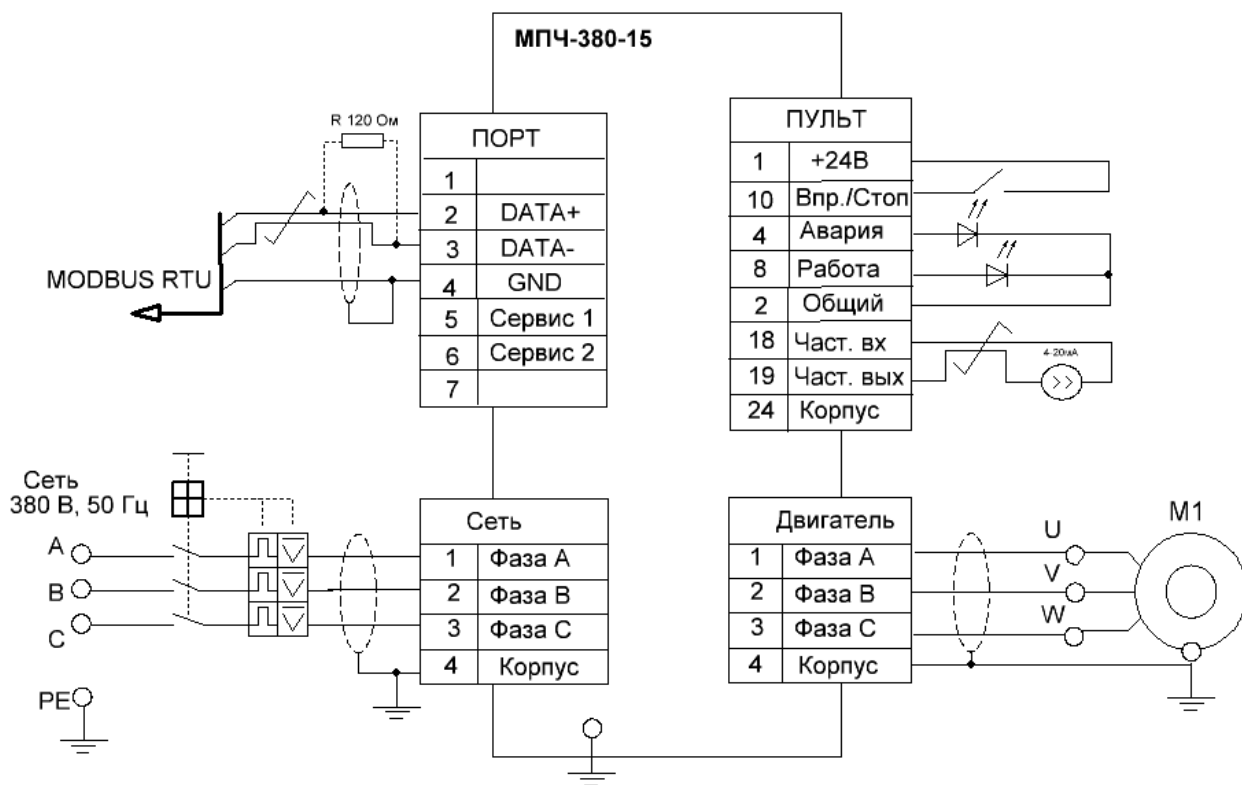 МПЧ-380-15
R 120 Ом
ПОРТ
1
2 DATA+
3 DATA-
4 GND
5 Сервис 1
6 Сервис 2
7
MODBUS RTU
ПУЛЬТ
1 +24В
10 Впр./Стоп
4 Авария
8 Работа
2 Общий
18 Част. вх
19 Част. вых
24 Корпус
4-20мА
Сеть
380 В, 50 Гц
A
B
C
PE
Сеть
1 Фаза A
2 Фаза B
3 Фаза C
4 Корпус
Двигатель
1 Фаза A
2 Фаза B
3 Фаза C
4 Корпус
U
V
W
М1